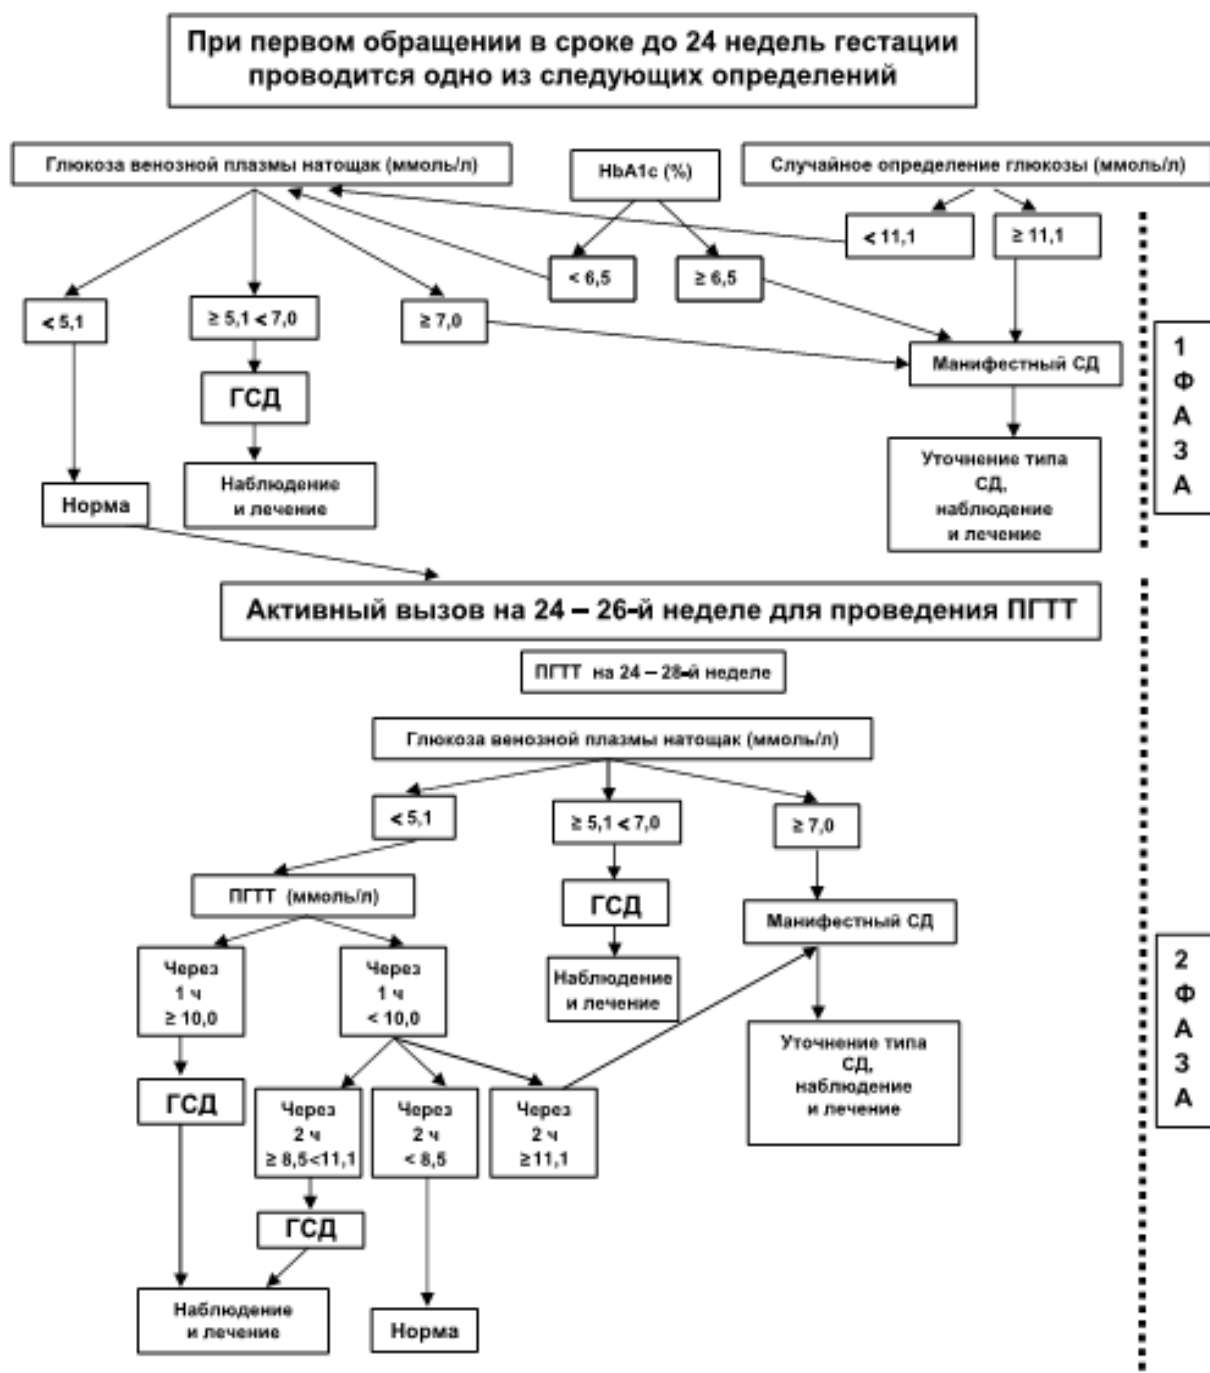 При первом обращении в сроке до 24 недель гестации
проводится одно из следующих определений
Глюкоза венозной плазмы натощак (ммоль/л)
HbA1c (%)
Случайное определение глюкозы (ммоль/л)
< 11,1
≥ 11,1
< 6,5
≥ 6,5
< 5,1
≥ 5,1 < 7,0
≥ 7,0
Манифестный СД
ГСД
Уточнение типа
СД,
наблюдение
и лечение
Наблюдение
и лечение
Норма
1
Ф
А
З
А
Активный вызов на 24 – 26-й неделе для проведения ПГТТ
ПГТТ на 24 – 28-й неделе
Глюкоза венозной плазмы натощак (ммоль/л)
< 5,1
≥ 5,1 < 7,0
≥ 7,0
ПГТТ (ммоль/л)
ГСД
Манифестный СД
Через
1 ч
≥ 10,0
Через
1 ч
< 10,0
Наблюдение
и лечение
Уточнение типа
СД,
наблюдение
и лечение
ГСД
Через
2 ч
≥ 8,5<11,1
Через
2 ч
< 8,5
Через
2 ч
≥11,1
ГСД
Наблюдение
и лечение
Норма
2
Ф
А
З
А